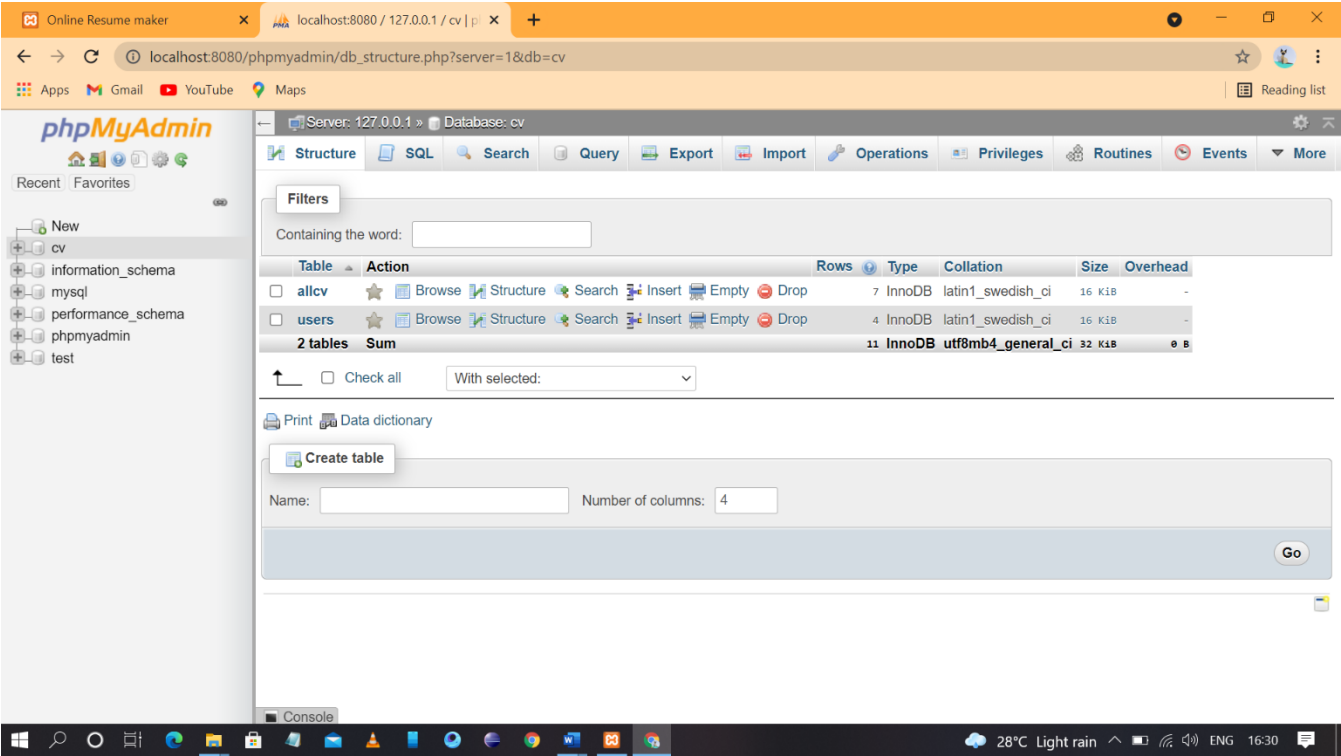 Online Resume maker
localhost:8080 / 127.0.0.1 / cv | p
localhost:8080/phpmyadmin/db_structure.php?server=1&db=cv
Apps Gmail YouTube Maps Reading list
phpMyAdmin
Recent Favorites
New
cv
information_schema
mysql
performance_schema
phpmyadmin
test
Server: 127.0.0.1 » Database: cv
Structure SQL Search Query Export Import Operations Privileges Routines Events More
Filters
Containing the word:
Table Action Rows Type Collation Size Overhead
allcv Browse Structure Search Insert Empty Drop 7 InnoDB latin1_swedish_ci 16 KiB -
users Browse Structure Search Insert Empty Drop 4 InnoDB latin1_swedish_ci 16 KiB -
2 tables Sum 11 InnoDB utf8mb4_general_ci 32 KiB 0 B
Check all With selected:
Print Data dictionary
Create table
Name: Number of columns: 4
Go
Console
28°C Light rain ENG 16:30